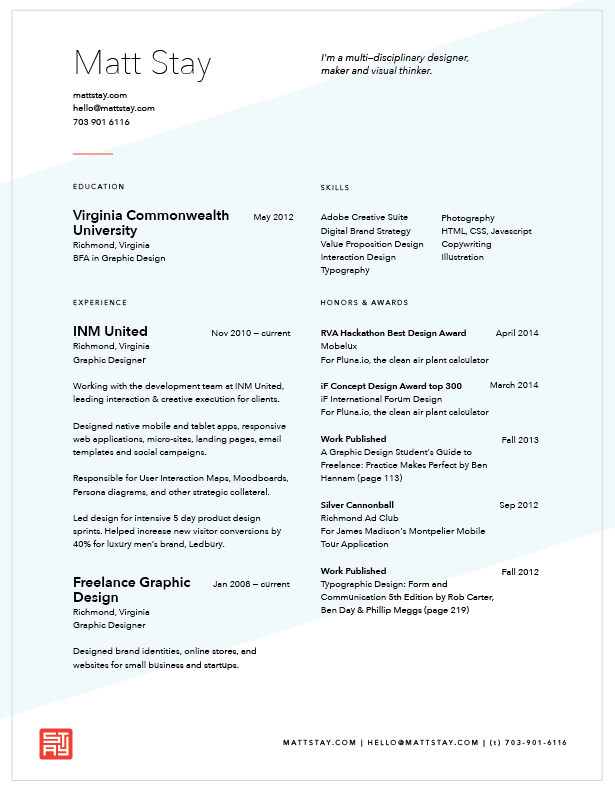 Matt Stay
I'm a multi–disciplinary designer,
maker and visual thinker.
mattstay.com
hello@mattstay.com
703 901 6116
EDUCATION
Virginia Commonwealth
University
May 2012
Richmond, Virginia
BFA in Graphic Design
SKILLS
Adobe Creative Suite
Digital Brand Strategy
Value Proposition Design
Interaction Design
Typography
Photography
HTML, CSS, Javascript
Copywriting
Illustration
EXPERIENCE
INM United
Nov 2010 – current
Richmond, Virginia
Graphic Designer
Working with the development team at INM United,
leading interaction & creative execution for clients.
Designed native mobile and tablet apps, responsive
web applications, micro-sites, landing pages, email
templates and social campaigns.
Responsible for User Interaction Maps, Moodboards,
Persona diagrams, and other strategic collateral.
Led design for intensive 5 day product design
sprints. Helped increase new visitor conversions by
40% for luxury men's brand, Ledbury.
Freelance Graphic
Design
Jan 2008 – current
Richmond, Virginia
Graphic Designer
Designed brand identities, online stores, and
websites for small business and startups.
HONORS & AWARDS
RVA Hackathon Best Design Award
April 2014
Mobelux
For Pluna.io, the clean air plant calculator
iF Concept Design Award top 300
March 2014
iF International Forum Design
For Pluna.io, the clean air plant calculator
Work Published
Fall 2013
A Graphic Design Student's Guide to
Freelance: Practice Makes Perfect by Ben
Hannam (page 113)
Silver Cannonball
Sep 2012
Richmond Ad Club
For James Madison's Montpelier Mobile
Tour Application
Work Published
Fall 2012
Typographic Design: Form and
Communication 5th Edition by Rob Carter,
Ben Day & Phillip Meggs (page 219)
STAY
MATTSTAY.COM | HELLO@MATTSTAY.COM | (t) 703-901-6116